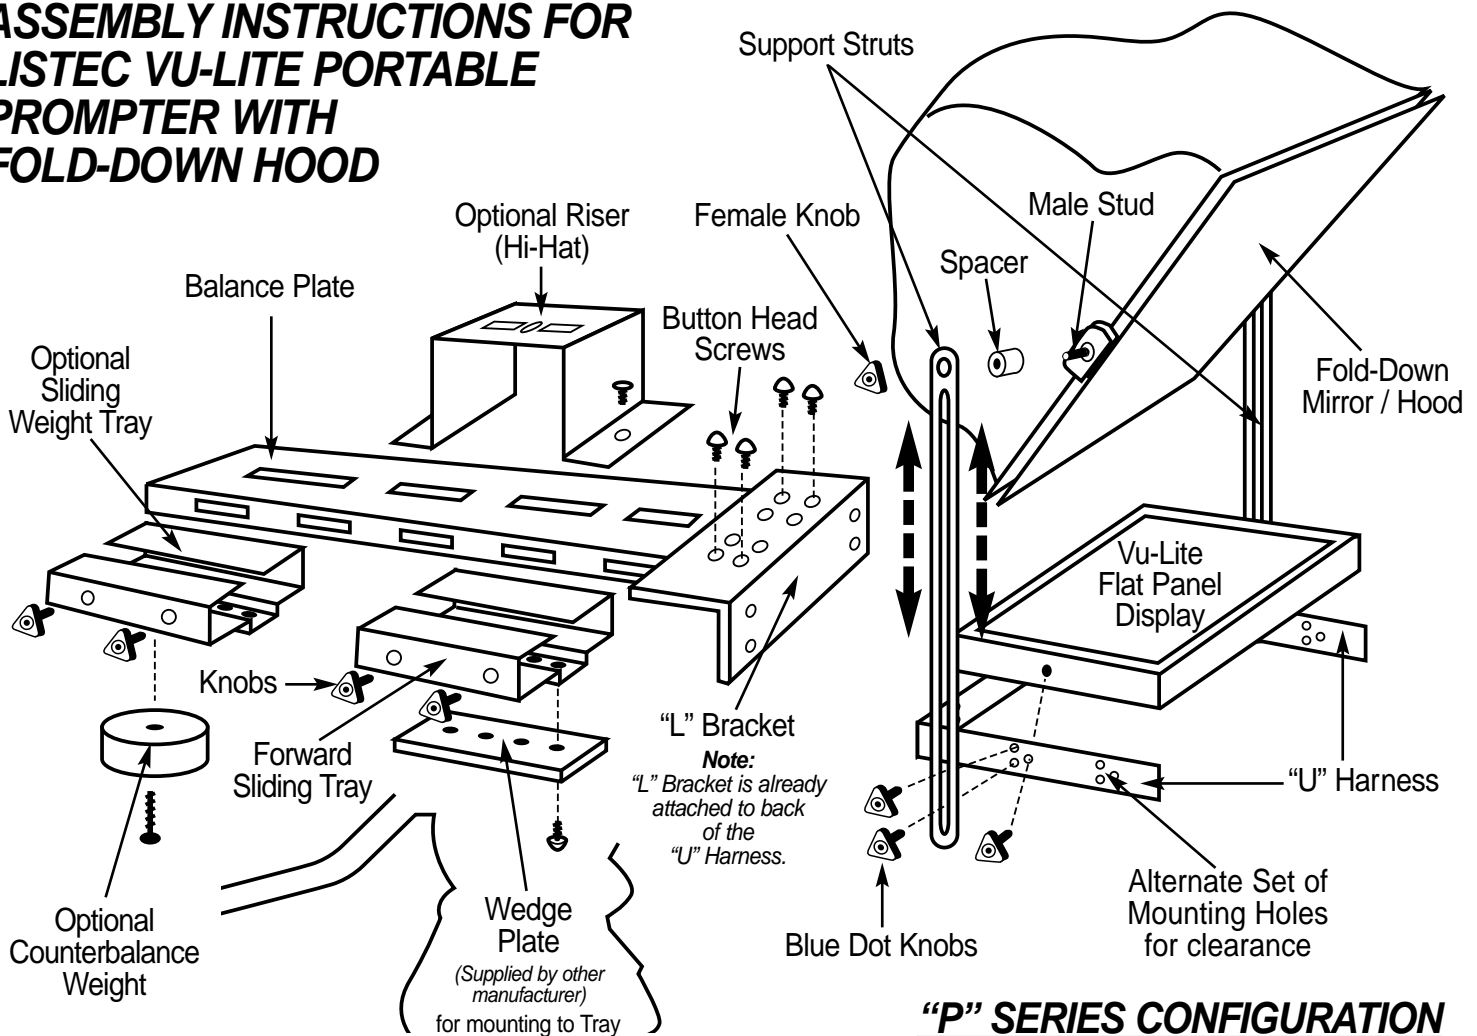 ASSEMBLY INSTRUCTIONS FOR
LISTEC VU-LITE PORTABLE
PROMPTER WITH
FOLD-DOWN HOOD
Support Struts
Optional Riser
(Hi-Hat)
Female Knob
Male Stud
Spacer
Balance Plate
Button Head
Screws
Optional
Sliding
Weight Tray
Fold-Down
Mirror / Hood
Vu-Lite
Flat Panel
Display
Knobs
“L” Bracket
Note:
“L” Bracket is already
attached to back
of the
“U” Harness.
Forward
Sliding Tray
“U” Harness
Optional
Counterbalance
Weight
Wedge
Plate
(Supplied by other
manufacturer)
for mounting to Tray
Blue Dot Knobs
Alternate Set of
Mounting Holes
for clearance
“P” SERIES CONFIGURATION